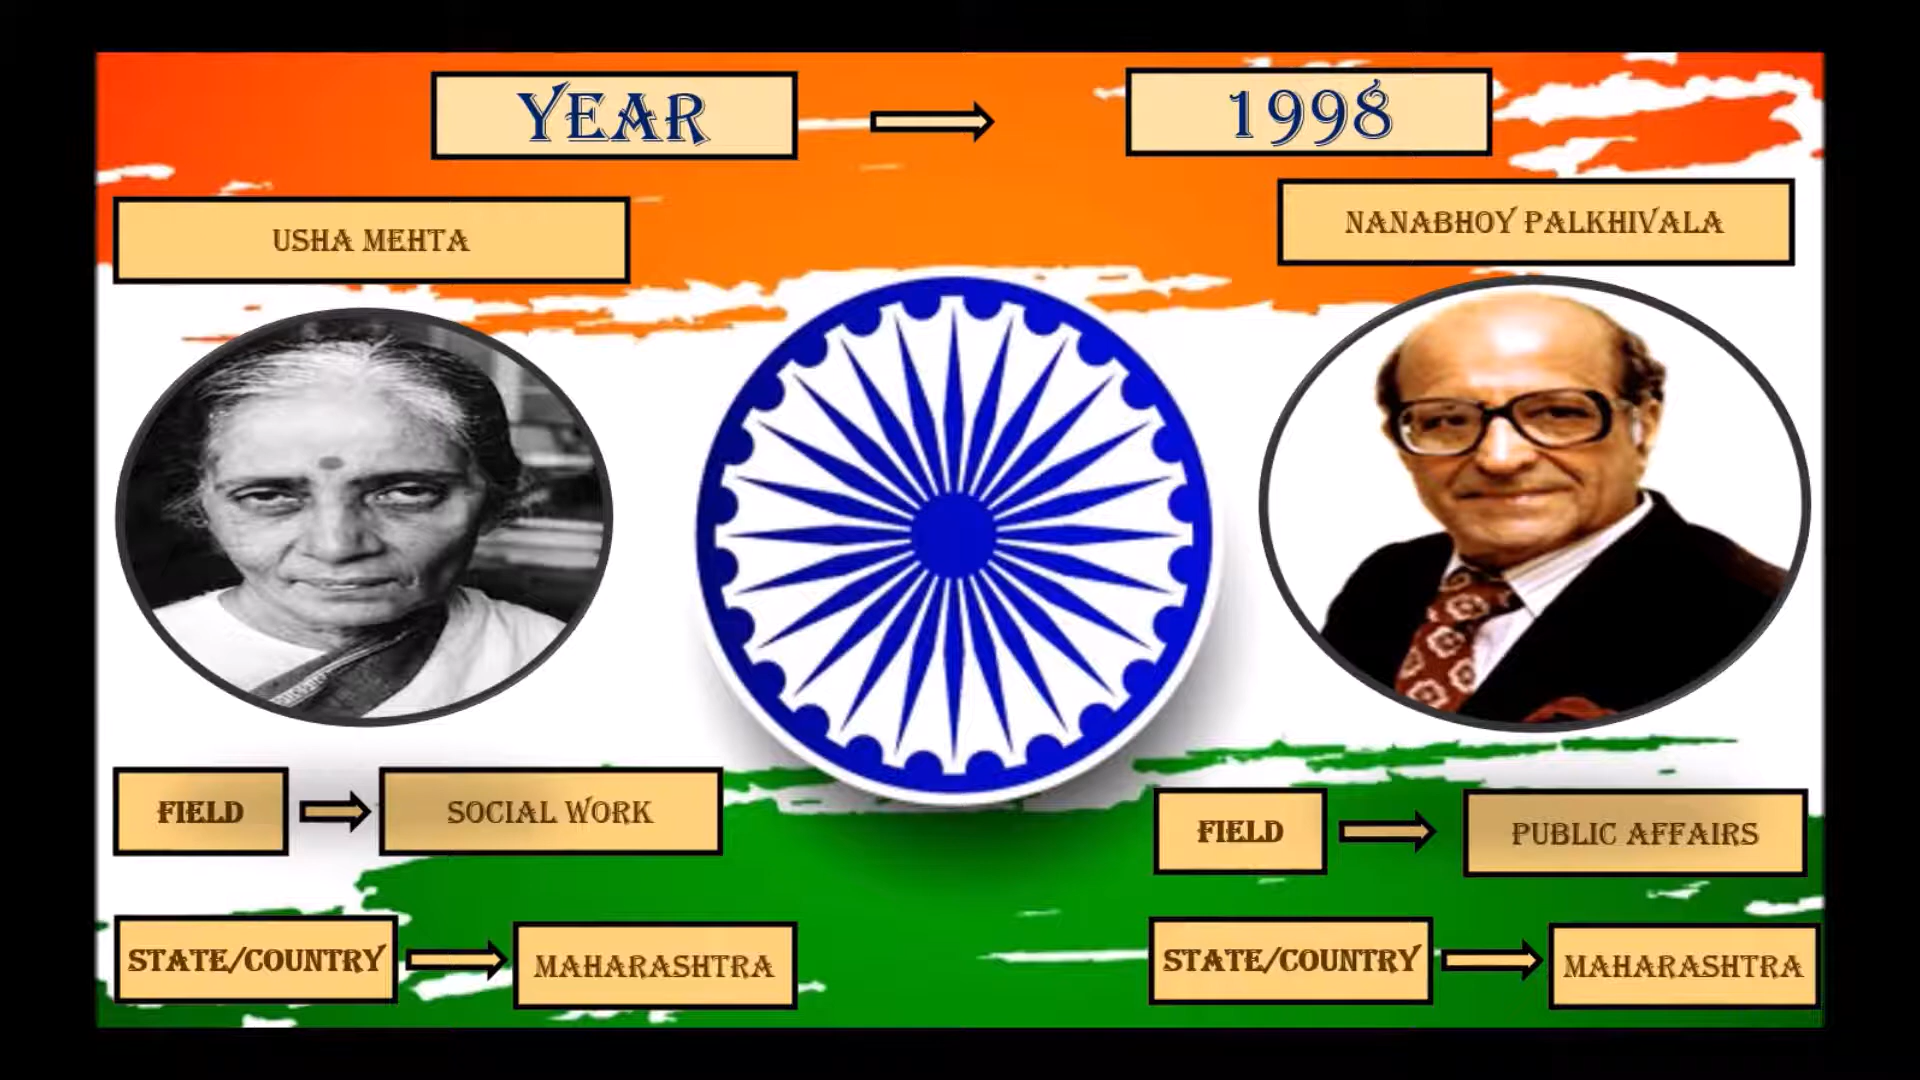 YEAR
1998
USHA MEHTA
NANABHOY PALKHIVALA
FIELD
SOCIAL WORK
FIELD
PUBLIC AFFAIRS
STATE/COUNTRY
MAHARASHTRA
STATE/COUNTRY
MAHARASHTRA